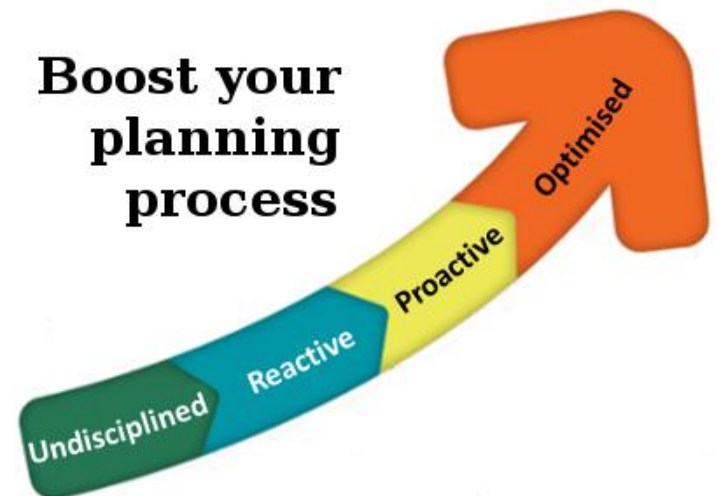 Boost your
planning
process
Optimised
Proactive
Reactive
Undisciplined